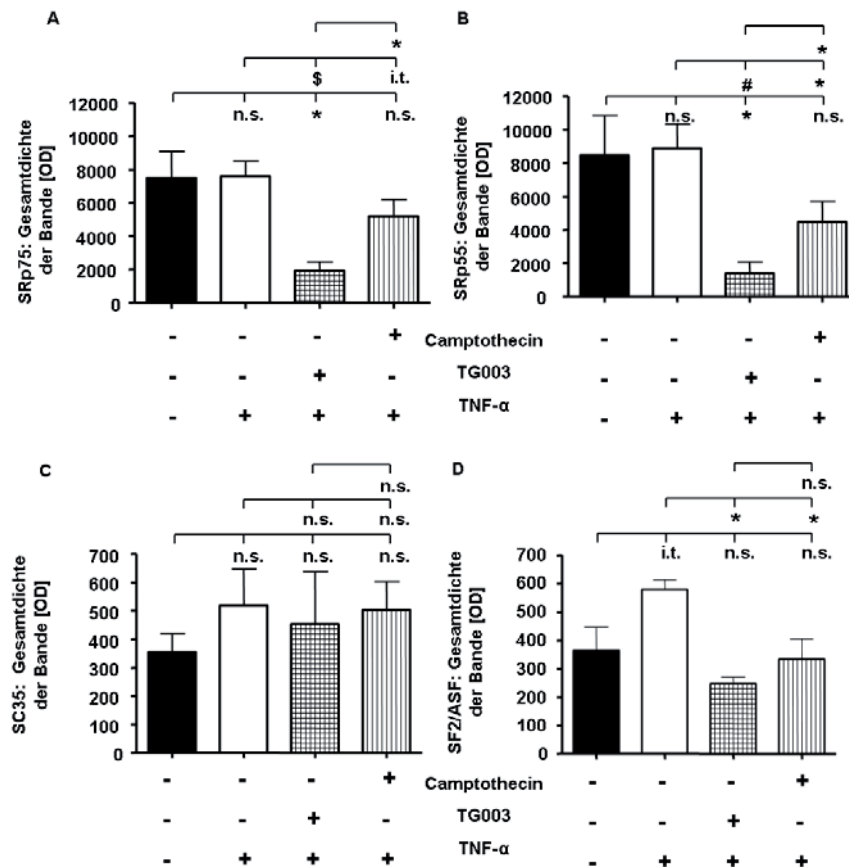 A
*
$ i.t.
n.s. * n.s.
SRp75: Gesamtdichte
der Bande [OD]
12000
10000
8000
6000
4000
2000
0
B
*
# *
n.s. * n.s.
SRp55: Gesamtdichte
der Bande [OD]
12000
10000
8000
6000
4000
2000
0
- - - + Camptothecin - - - +
- - + - TG003 - - + -
- + + + TNF-α - + + +
C
n.s.
n.s. n.s.
n.s. n.s. n.s.
SC35: Gesamtdichte
der Bande [OD]
700
600
500
400
300
200
100
0
D
n.s.
* *
i.t. n.s. n.s.
SF2/ASF: Gesamtdichte
der Bande [OD]
700
600
500
400
300
200
100
0
- - - + Camptothecin - - - +
- - + - TG003 - - + -
- + + + TNF-α - + + +